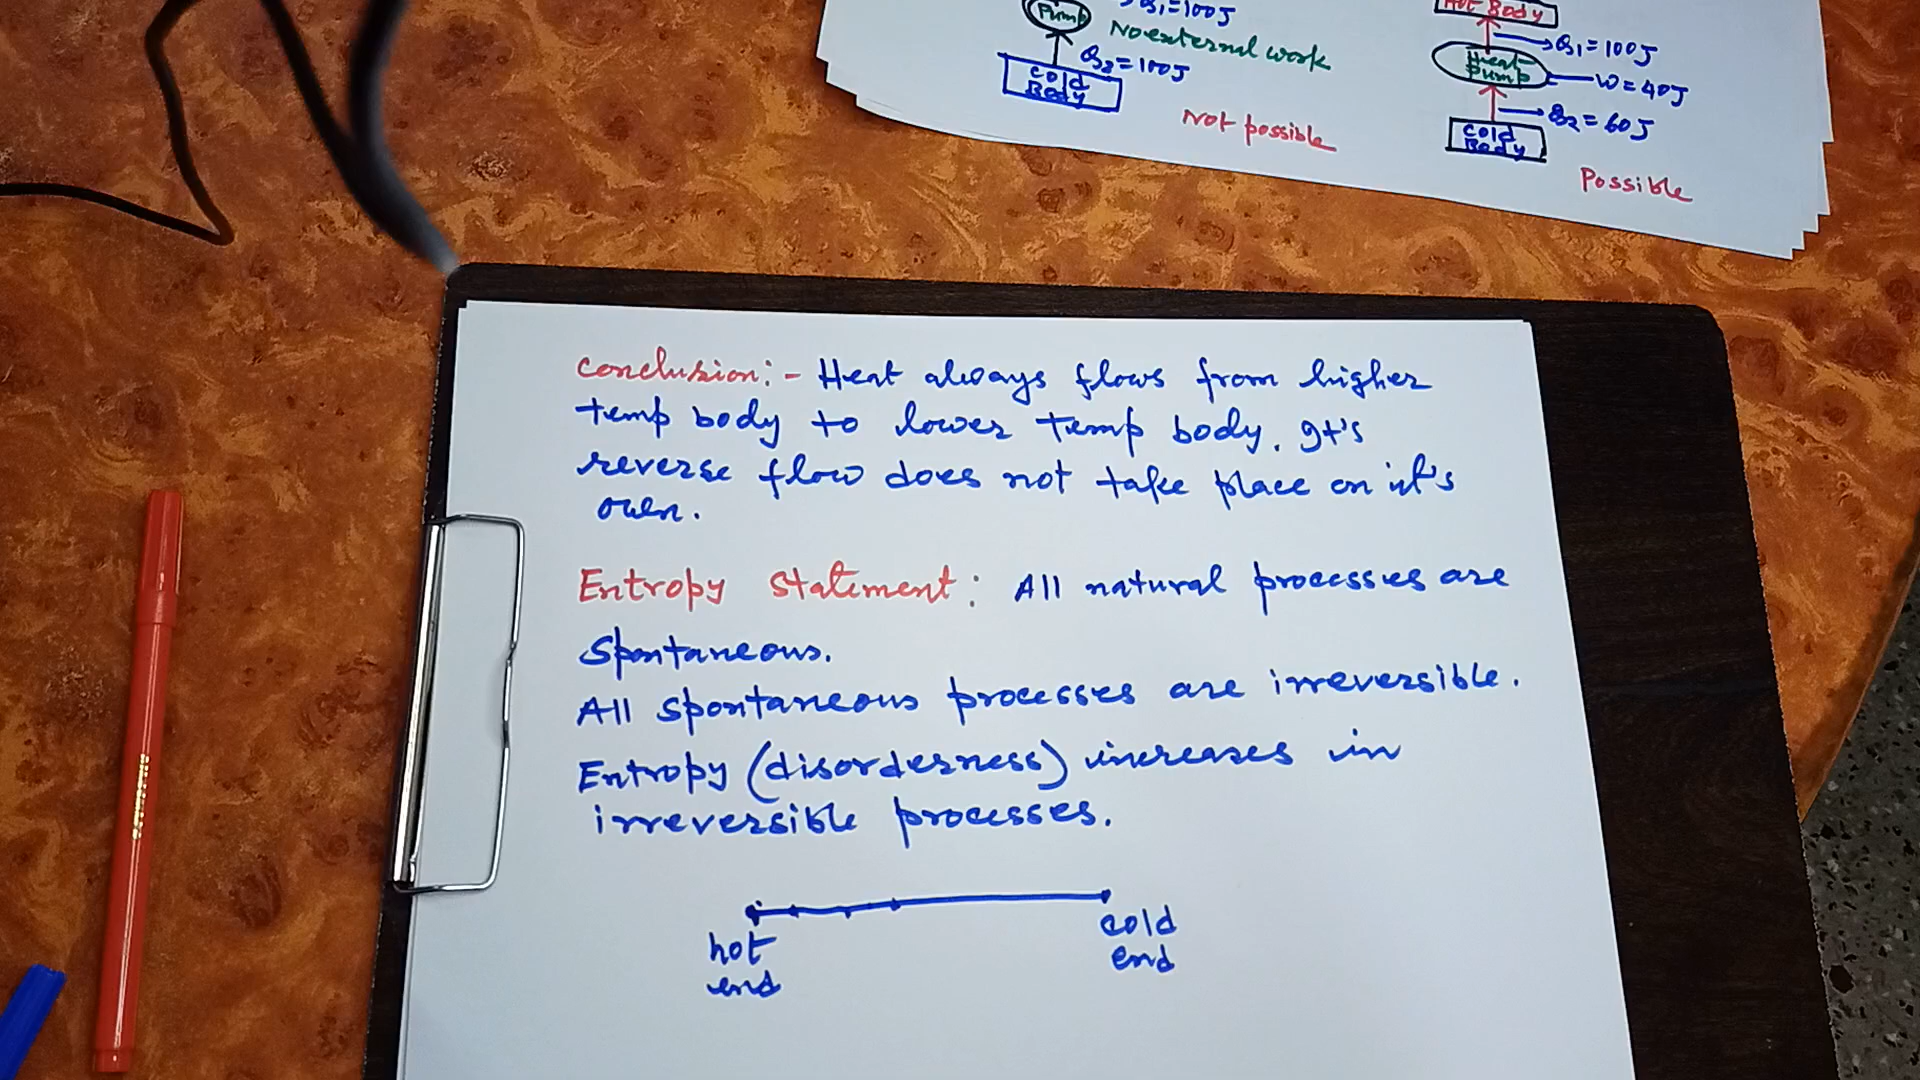 Q1=100J
Pump
No external work
Q2=100J
Cold
Body
Not possible
Hot Body
Q1=100J
Heat
Pump
W=40J
Q2=60J
Cold
Body
Possible
Conclusion:- Heat always flows from higher
temp body to lower temp body. It's
reverse flow does not take place on it's
own.
Entropy statement: All natural processes are
spontaneous.
All spontaneous processes are irreversible.
Entropy (disorderness) increases in
irreversible processes.
hot
end
cold
end